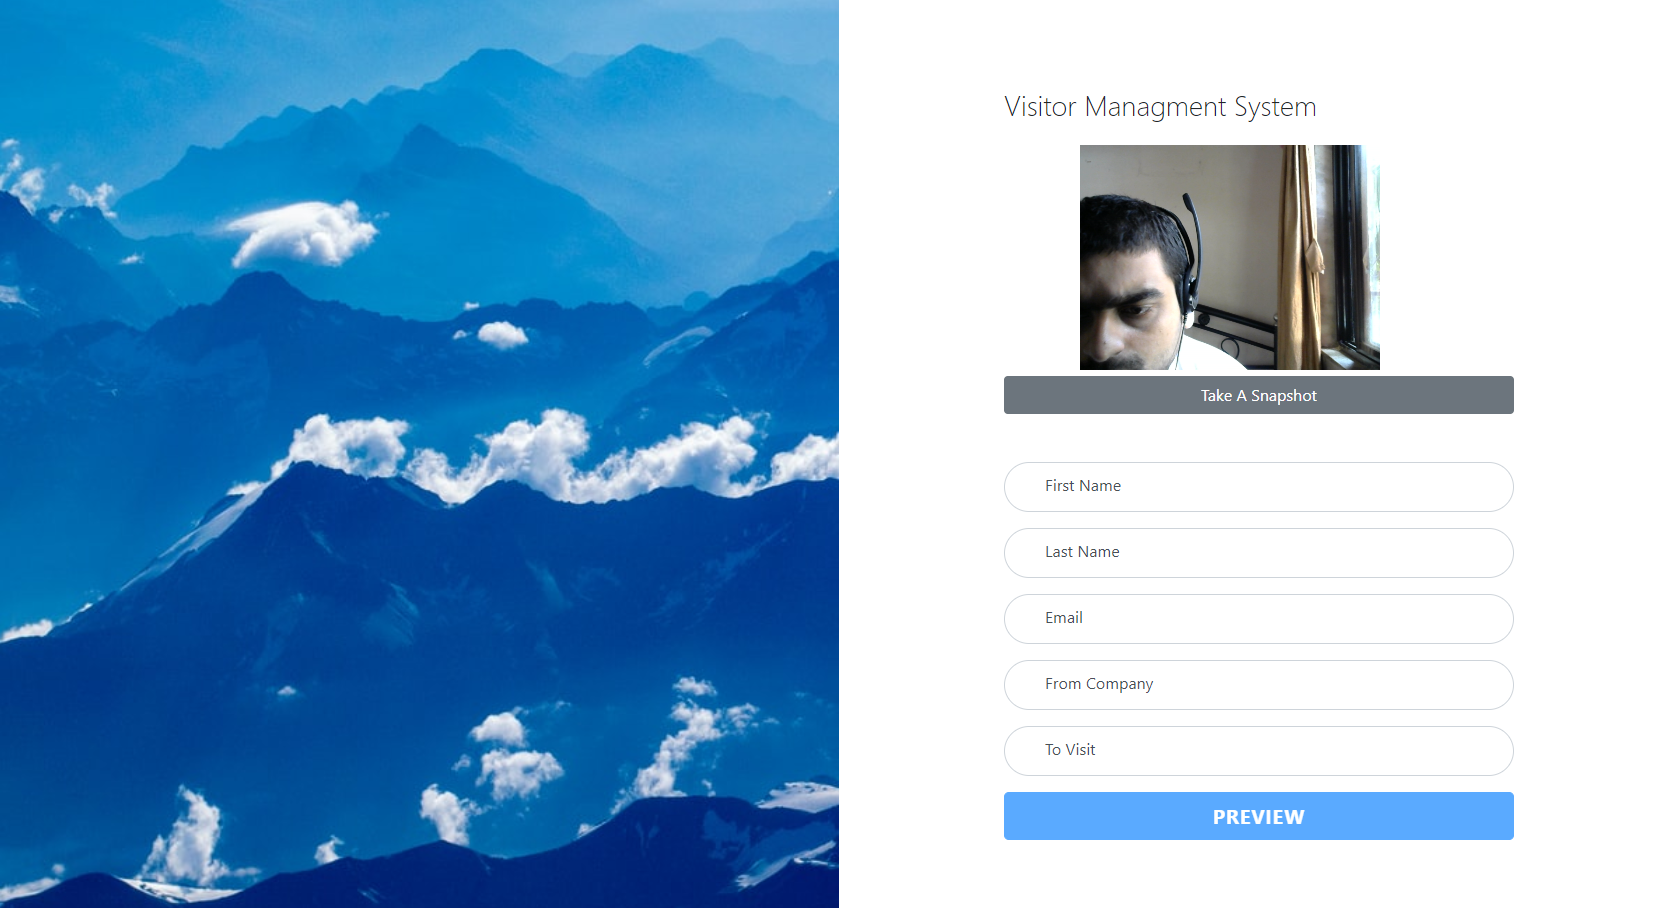 Visitor Managment System
Take A Snapshot
First Name
Last Name
Email
From Company
To Visit
PREVIEW